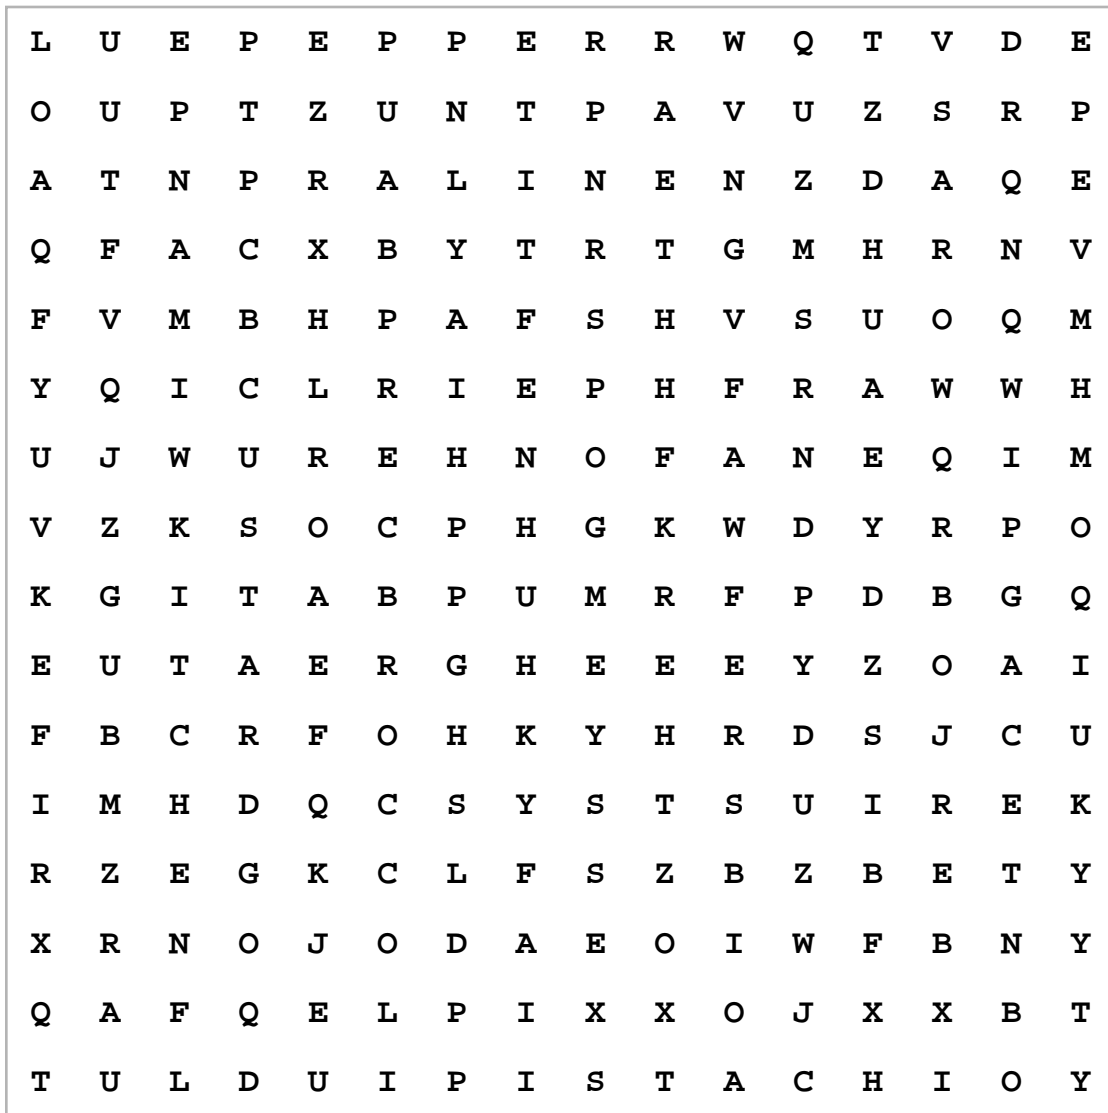 L U E P E P P E R R W Q T V D E
O U P T Z U N T P A V U Z S R P
A T N P R A L I N E N Z D A Q E
Q F A C X B Y T R T G M H R N V
F V M B H P A F S H V S U O Q M
Y Q I C L R I E P H F R A W W H
U J W U R E H N O F A N E Q I M
V Z K S O C P H G K W D Y R P O
K G I T A B P U M R F P D B G Q
E U T A E R G H E E E Y Z O A I
F B C R F O H K Y H R D S J C U
I M H D Q C S Y S T S U I R E K
R Z E G K C L F S Z B Z B E T Y
X R N O J O D A E O I W F B N Y
Q A F Q E L P I X X O J X X B T
T U L D U I P I S T A C H I O Y